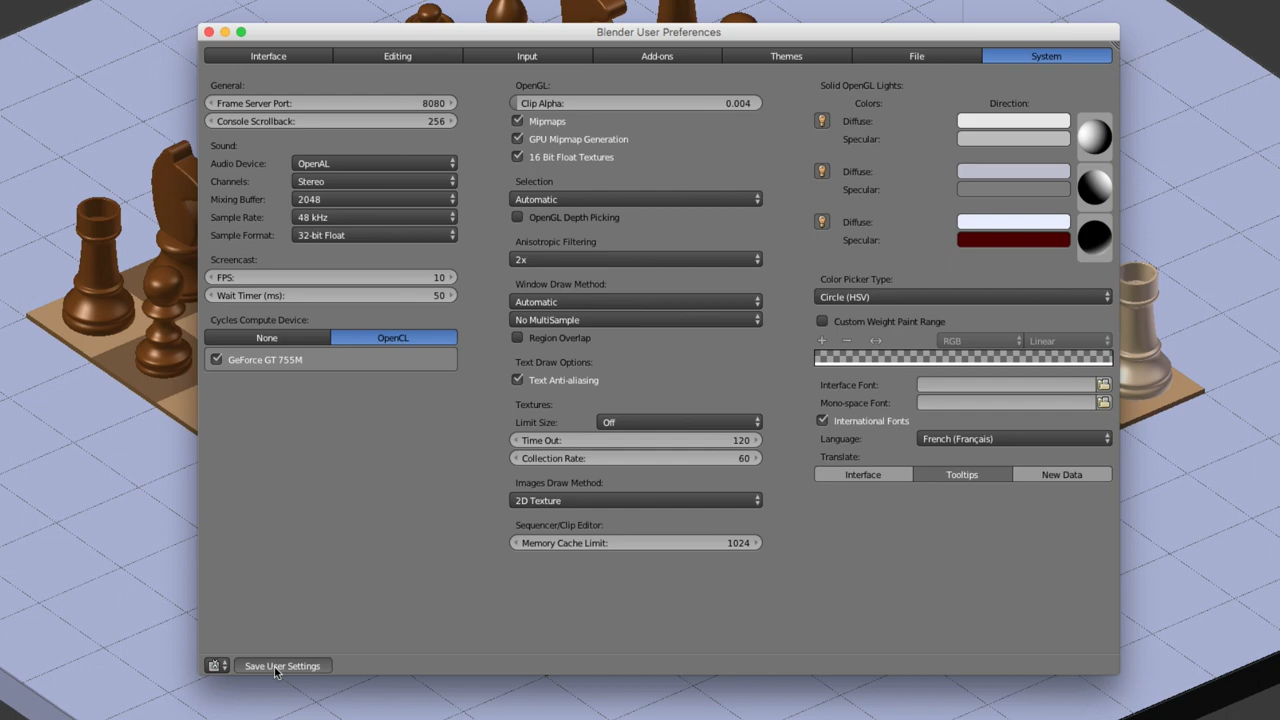 Blender User Preferences
Interface
Editing
Input
Add-ons
Themes
File
System
General:
Frame Server Port: 8080
Console Scrollback: 256
Sound:
Audio Device: OpenAL
Channels: Stereo
Mixing Buffer: 2048
Sample Rate: 48 kHz
Sample Format: 32-bit Float
Screencast:
FPS: 10
Wait Timer (ms): 50
Cycles Compute Device:
None
OpenCL
GeForce GT 755M
OpenGL:
Clip Alpha: 0.004
Mipmaps
GPU Mipmap Generation
16 Bit Float Textures
Selection
Automatic
OpenGL Depth Picking
Anisotropic Filtering
2x
Window Draw Method:
Automatic
No MultiSample
Region Overlap
Text Draw Options:
Text Anti-aliasing
Textures:
Limit Size: Off
Time Out: 120
Collection Rate: 60
Images Draw Method:
2D Texture
Sequencer/Clip Editor:
Memory Cache Limit: 1024
Solid OpenGL Lights:
Colors: Direction:
Diffuse:
Specular:
Diffuse:
Specular:
Diffuse:
Specular:
Color Picker Type:
Circle (HSV)
Custom Weight Paint Range
RGB Linear
Interface Font:
Mono-space Font:
International Fonts
Language: French (Français)
Translate:
Interface
Tooltips
New Data
Save User Settings